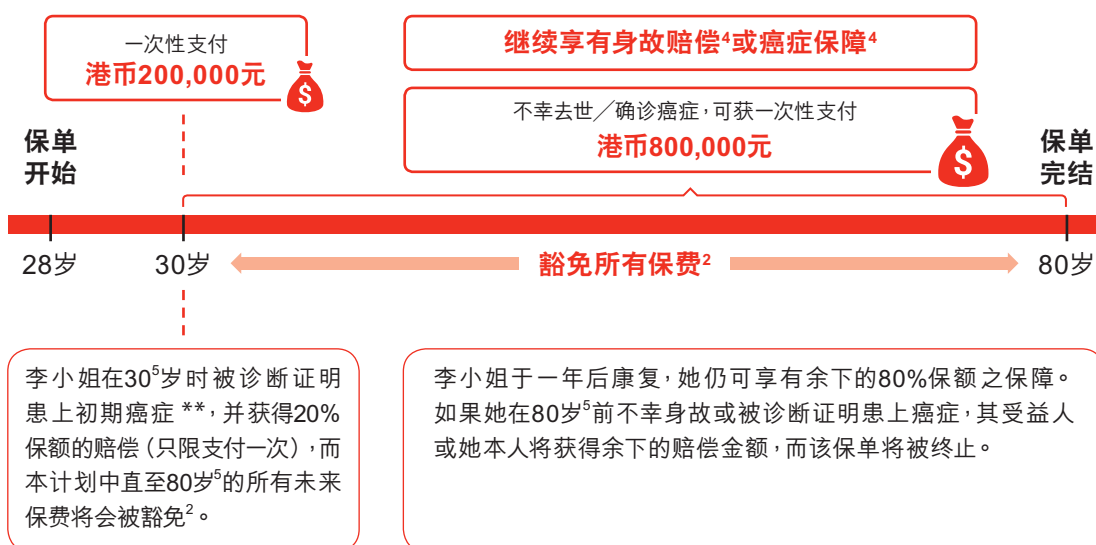 一次性支付
港币200,000元
$
继续享有身故赔偿⁴或癌症保障⁴
不幸去世／确诊癌症，可获一次性支付
港币800,000元
$
保单
开始
保单
完结
28岁
30岁
豁免所有保费²
80岁
李小姐在30⁵岁时被诊断证明
患上初期癌症 **，并获得20%
保额的赔偿（只限支付一次），而
本计划中直至80岁⁵的所有未来
保费将会被豁免²。
李小姐于一年后康复，她仍可享有余下的80%保额之保障。
如果她在80岁⁵前不幸身故或被诊断证明患上癌症，其受益人
或她本人将获得余下的赔偿金额，而该保单将被终止。